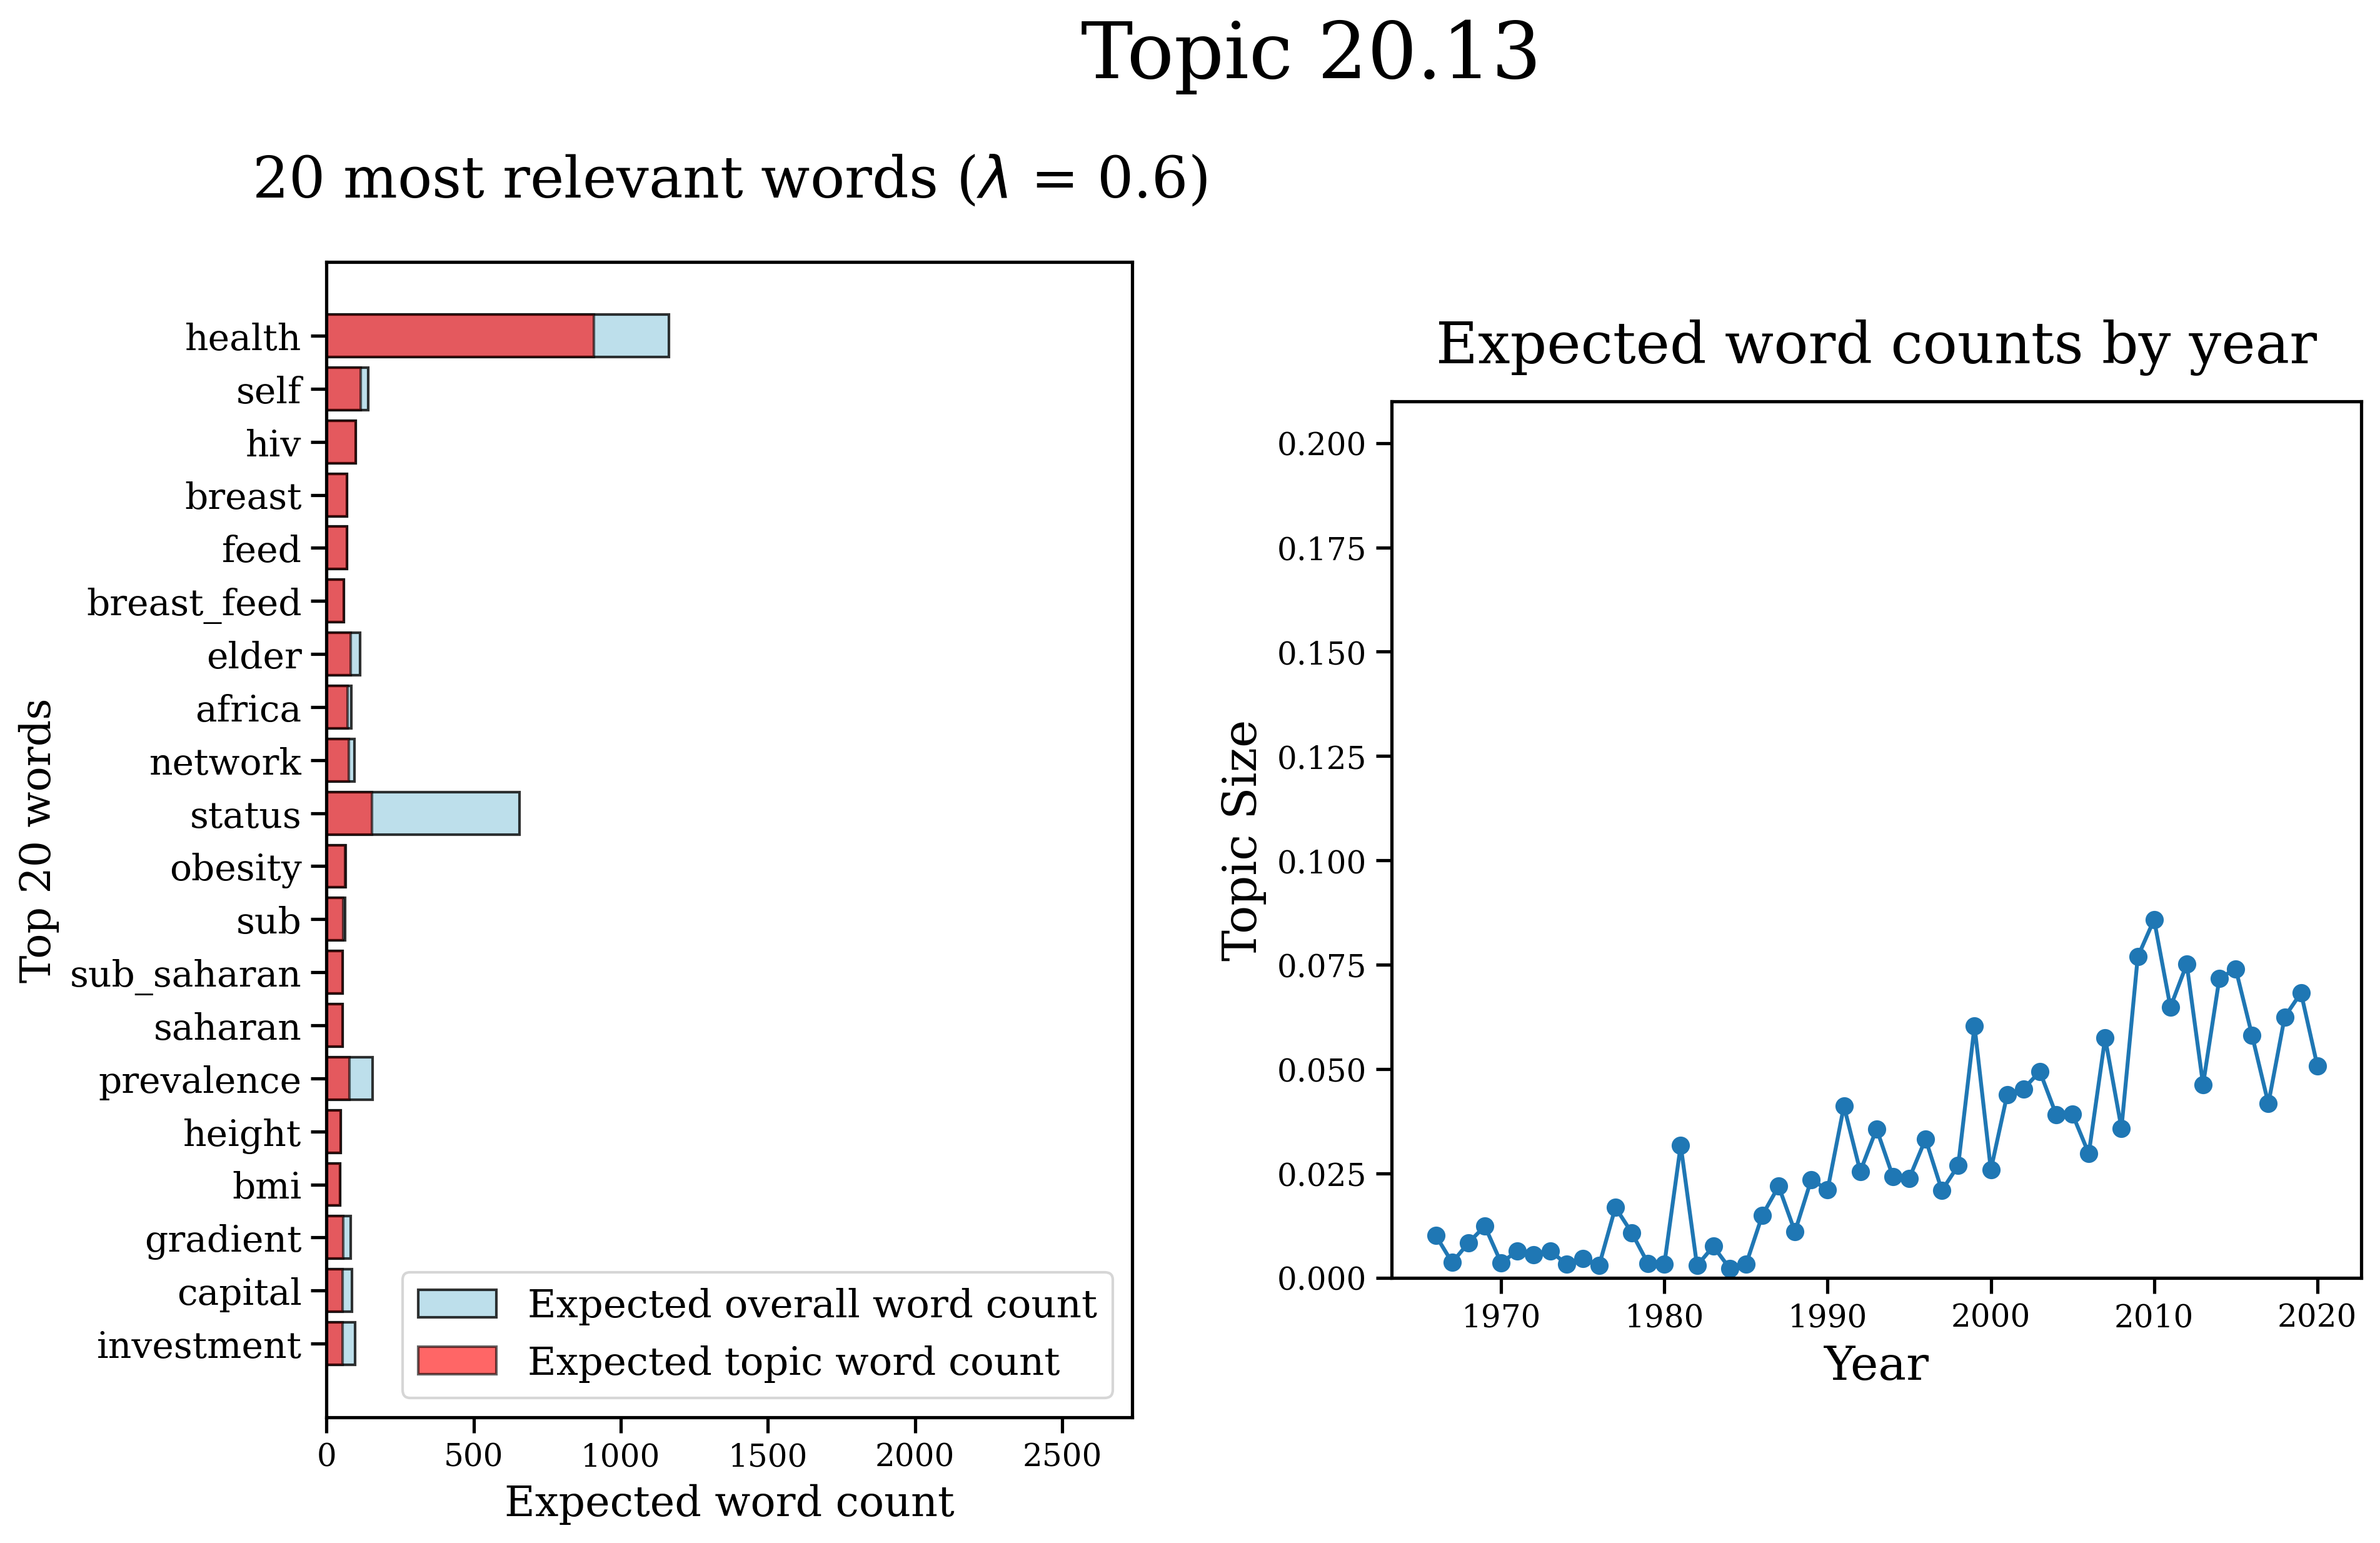 Topic 20.13
20 most relevant words (λ = 0.6)
Top 20 words
health
self
hiv
breast
feed
breast_feed
elder
africa
network
status
obesity
sub
sub_saharan
saharan
prevalence
height
bmi
gradient
capital
investment
Expected overall word count
Expected topic word count
0 500 1000 1500 2000 2500
Expected word count
Expected word counts by year
Topic Size
0.200
0.175
0.150
0.125
0.100
0.075
0.050
0.025
0.000
1970 1980 1990 2000 2010 2020
Year